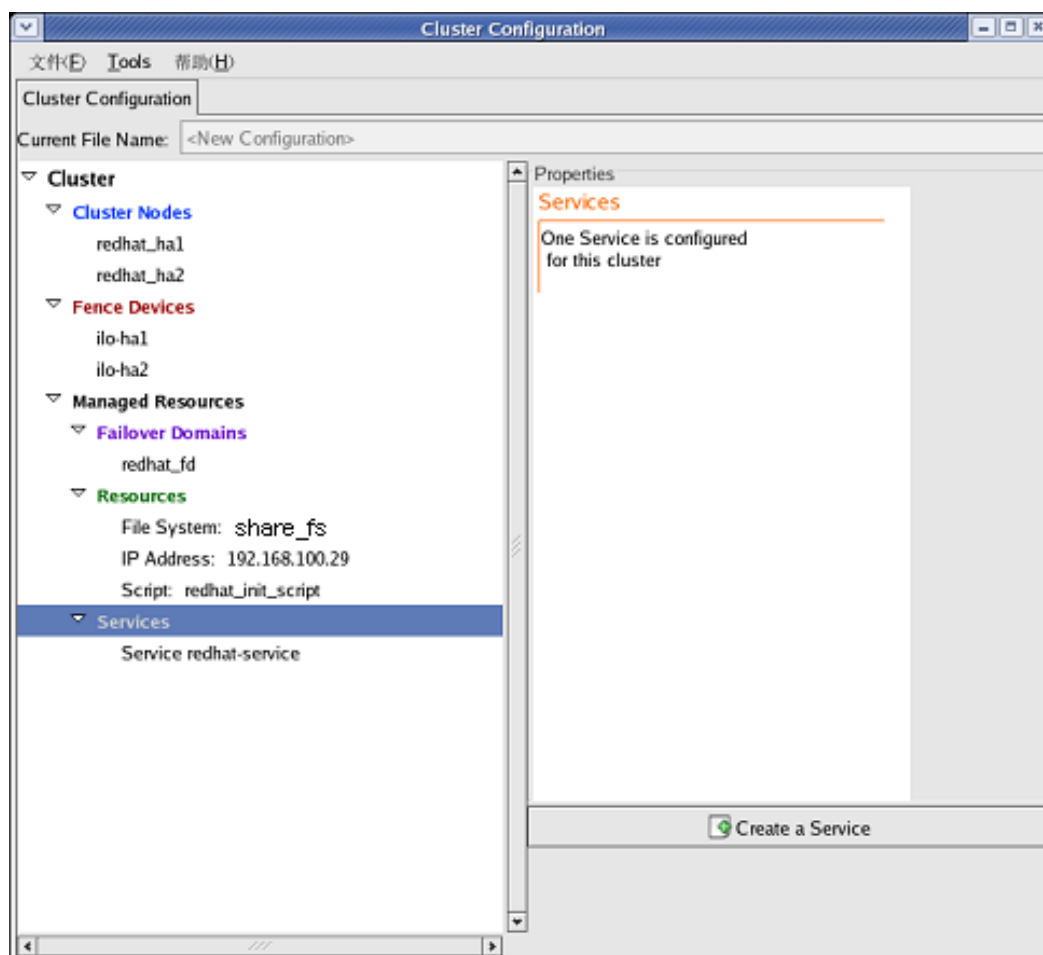 Cluster Configuration
文件(F) Tools 帮助(H)
Cluster Configuration
Current File Name: <New Configuration>
Cluster
Cluster Nodes
redhat_ha1
redhat_ha2
Fence Devices
ilo-ha1
ilo-ha2
Managed Resources
Failover Domains
redhat_fd
Resources
File System: share_fs
IP Address: 192.168.100.29
Script: redhat_init_script
Services
Service redhat-service
Properties
Services
One Service is configured
for this cluster
Create a Service